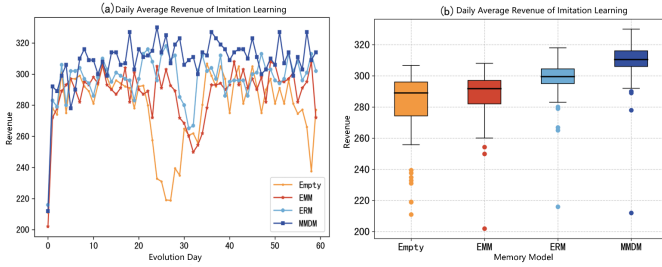 (a) Daily Average Revenue of Imitation Learning
Revenue
320
300
280
260
240
220
200
0
10
20
30
40
50
60
Evolution Day
Empty
EMM
ERM
MMDM
(b) Daily Average Revenue of Imitation Learning
Revenue
320
300
280
260
240
220
200
Empty
EMM
ERM
MMDM
Memory Model